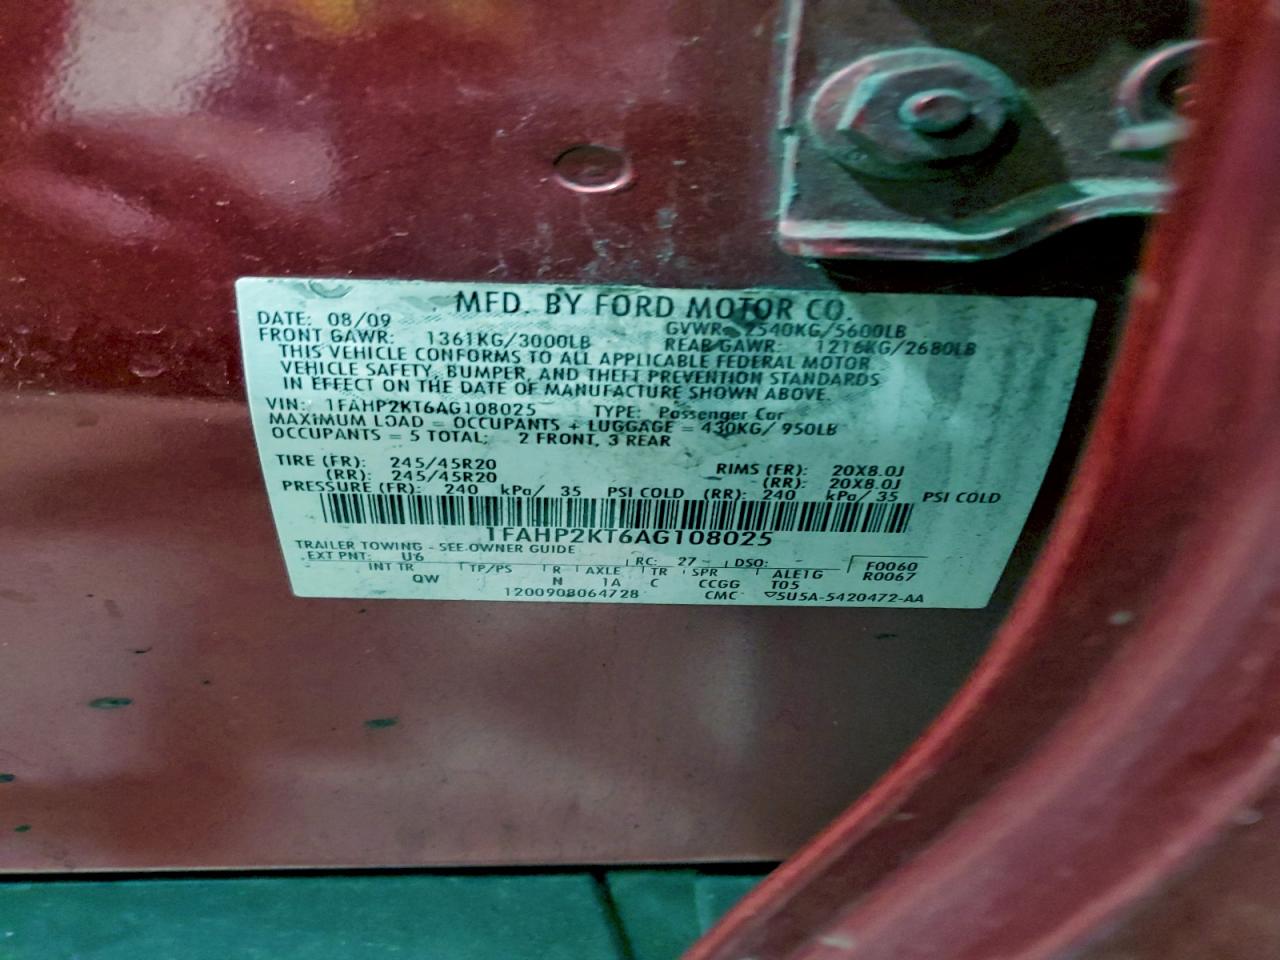 MFD. BY FORD MOTOR CO.
DATE: 08/09 GVWR: 2540KG/5600LB
FRONT GAWR: 1361KG/3000LB REAR GAWR: 1216KG/2680LB
THIS VEHICLE CONFORMS TO ALL APPLICABLE FEDERAL MOTOR
VEHICLE SAFETY, BUMPER, AND THEFT PREVENTION STANDARDS
IN EFFECT ON THE DATE OF MANUFACTURE SHOWN ABOVE.
VIN: 1FAHP2KT6AG108025 TYPE: Passenger Car
MAXIMUM LOAD = OCCUPANTS + LUGGAGE = 430KG/ 950LB
OCCUPANTS = 5 TOTAL; 2 FRONT, 3 REAR
TIRE (FR): 245/45R20 RIMS (FR): 20X8.0J
(RR): 245/45R20 (RR): 20X8.0J
PRESSURE (FR): 240 kPa/ 35 PSI COLD (RR): 240 kPa/ 35 PSI COLD
1FAHP2KT6AG108025
TRAILER TOWING - SEE OWNER GUIDE
EXT PNT: U6 RC: 27 DSO: F0060
INT TR TP/PS R AXLE TR SPR ALE1G R0067
QW N 1A C CCGG T05
1200908064728 CMC ▽5U5A-5420472-AA